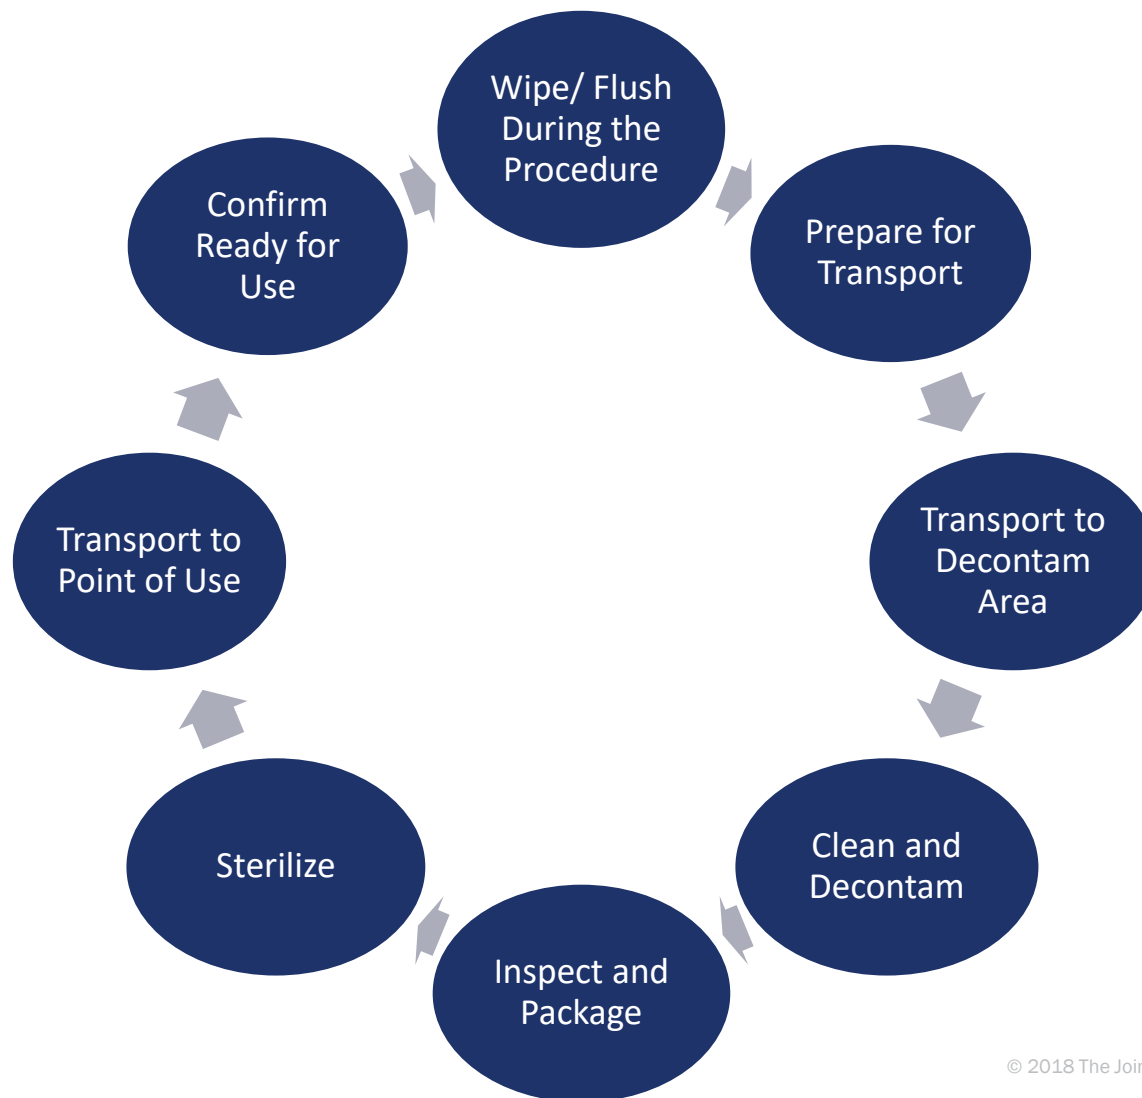 Wipe/ Flush
During the
Procedure
Prepare for
Transport
Transport to
Decontam
Area
Clean and
Decontam
Inspect and
Package
Sterilize
Transport to
Point of Use
Confirm
Ready for
Use
© 2018 The Join